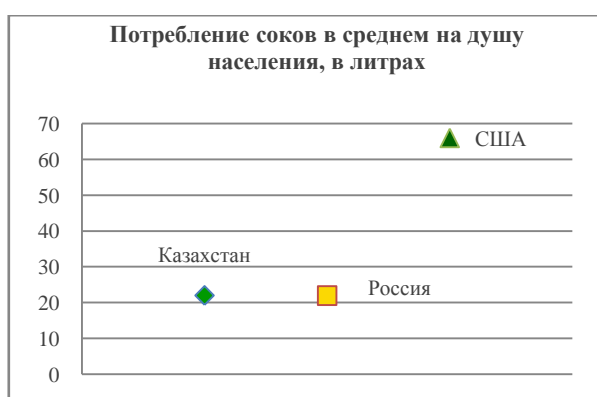 Потребление соков в среднем на душу
населения, в литрах
70
США
60
50
40
Казахстан
30
Россия
20
10
0